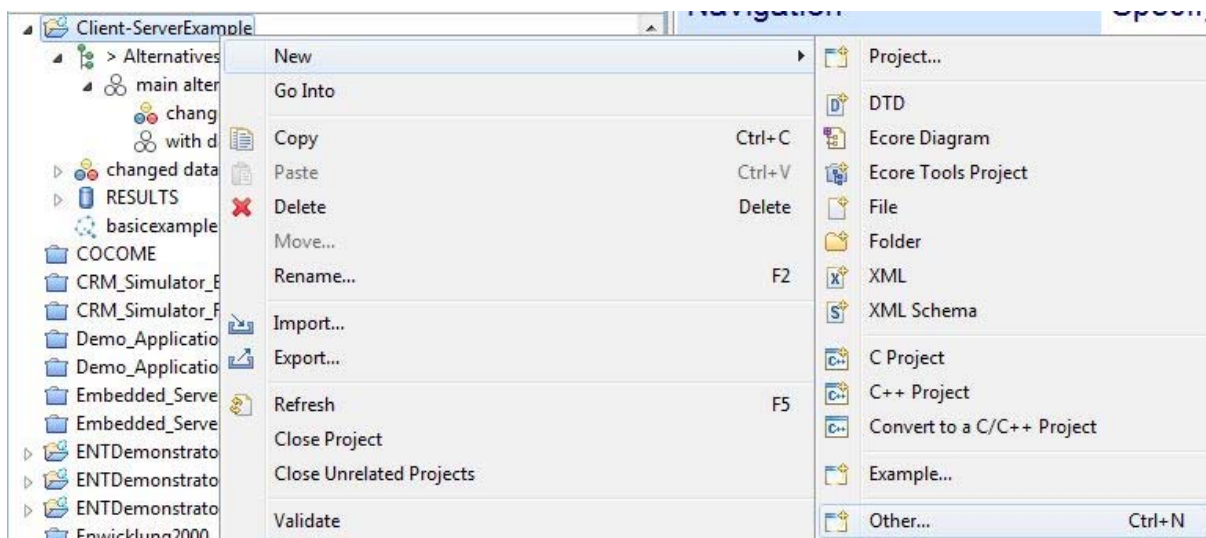 Client-ServerExample
> Alternatives
main alter
chang
with d
changed data
RESULTS
basicexample
COCOME
CRM_Simulator_E
CRM_Simulator_F
Demo_Applicatio
Demo_Applicatio
Embedded_Serve
Embedded_Serve
ENTDemonstrato
ENTDemonstrato
ENTDemonstrato
Enwicklung2000
New
Go Into
Copy Ctrl+C
Paste Ctrl+V
Delete Delete
Move...
Rename... F2
Import...
Export...
Refresh F5
Close Project
Close Unrelated Projects
Validate
Navigation
Project...
DTD
Ecore Diagram
Ecore Tools Project
File
Folder
XML
XML Schema
C Project
C++ Project
Convert to a C/C++ Project
Example...
Other... Ctrl+N